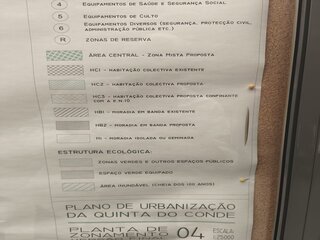 4 Equipamentos de Saúde e Segurança Social
5 Equipamentos de Culto
6 Equipamentos Diversos (segurança, protecção civil,
administração pública etc.)
R Zonas de Reserva
Área Central - Zona Mista Proposta
HC1 - Habitação colectiva existente
HC2 - Habitação colectiva proposta
HC3 - Habitação colectiva proposta confinante
com a E.N.10
HB1 - Moradia em banda existente
HB2 - Moradia em banda proposta
HI - Moradia isolada ou geminada
Estrutura Ecológica:
Zonas verdes e outros espaços públicos
Espaço verde equipado
Área inundável (cheia dos 100 anos)
PLANO DE URBANIZAÇÃO
DA QUINTA DO CONDE
PLANTA DE
ZONAMENTO 04 ESCALA
1/5000